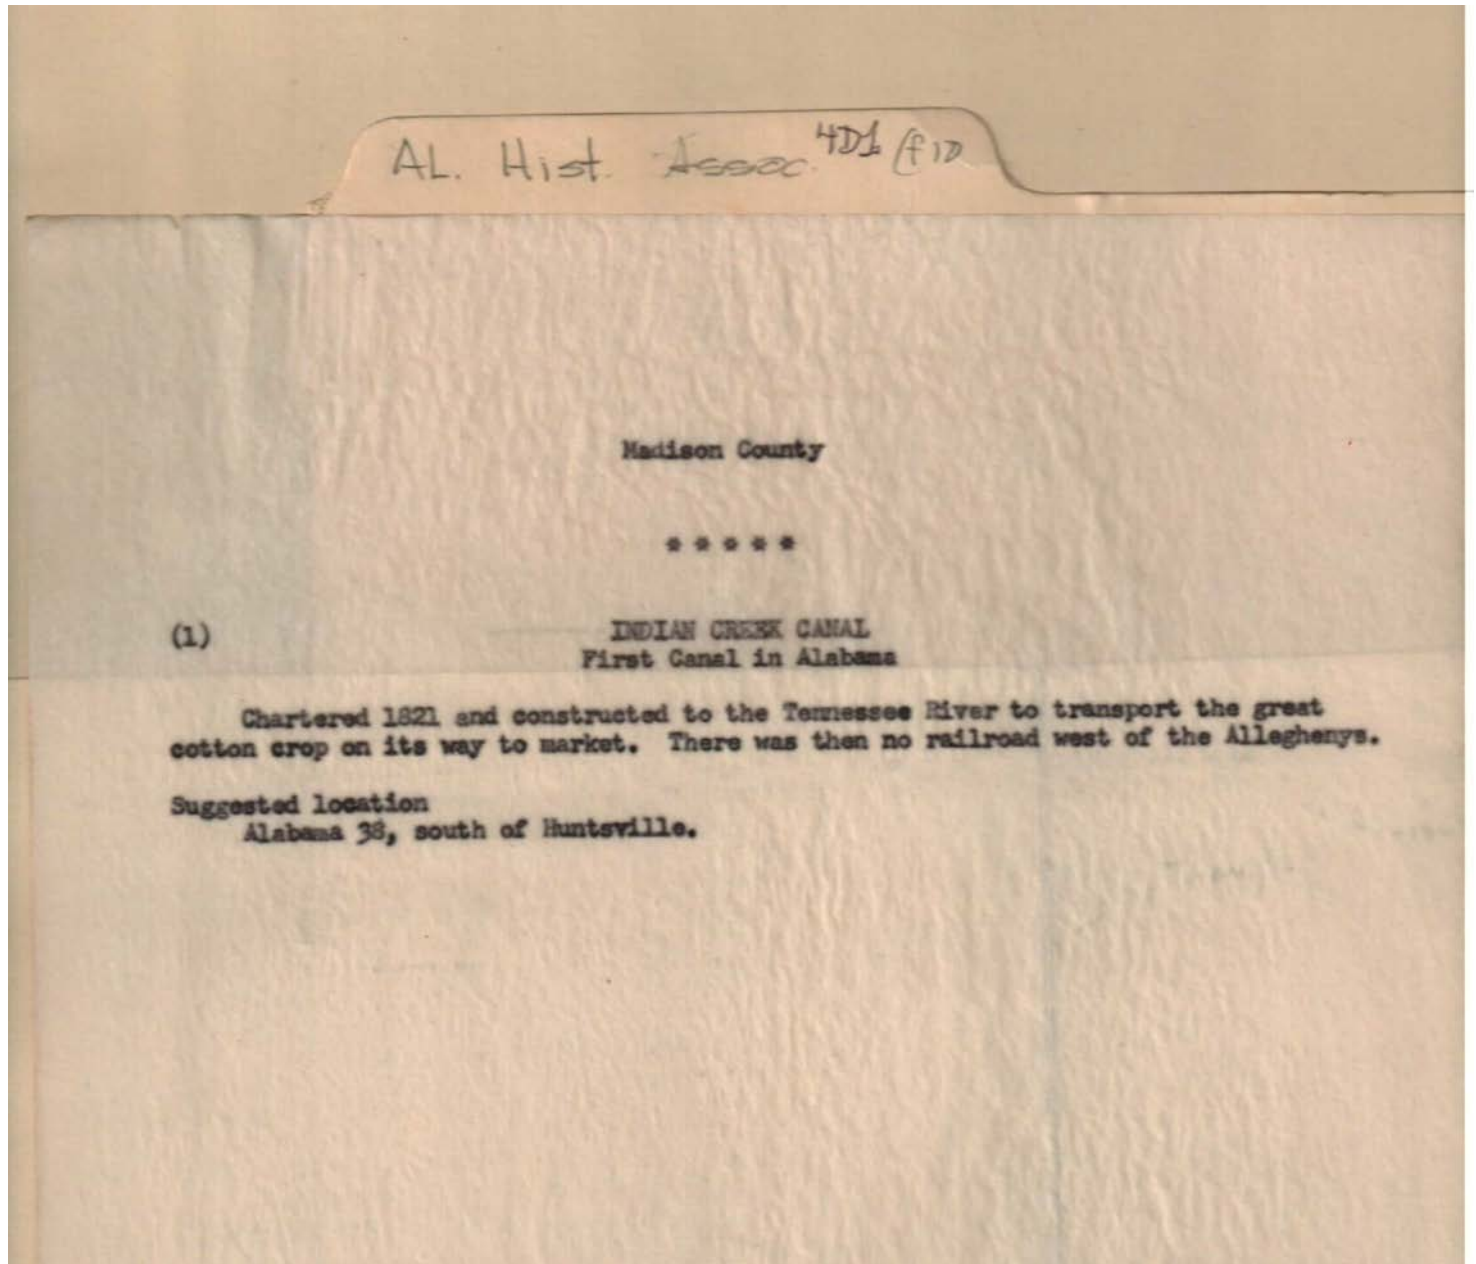 AL. Hist. Assoc. 4D1 (f10
Madison County
* * * * *
(1) INDIAN CREEK CANAL
First Canal in Alabama
Chartered 1821 and constructed to the Tennessee River to transport the great
cotton crop on its way to market. There was then no railroad west of the Alleghenys.
Suggested location
Alabama 38, south of Huntsville.